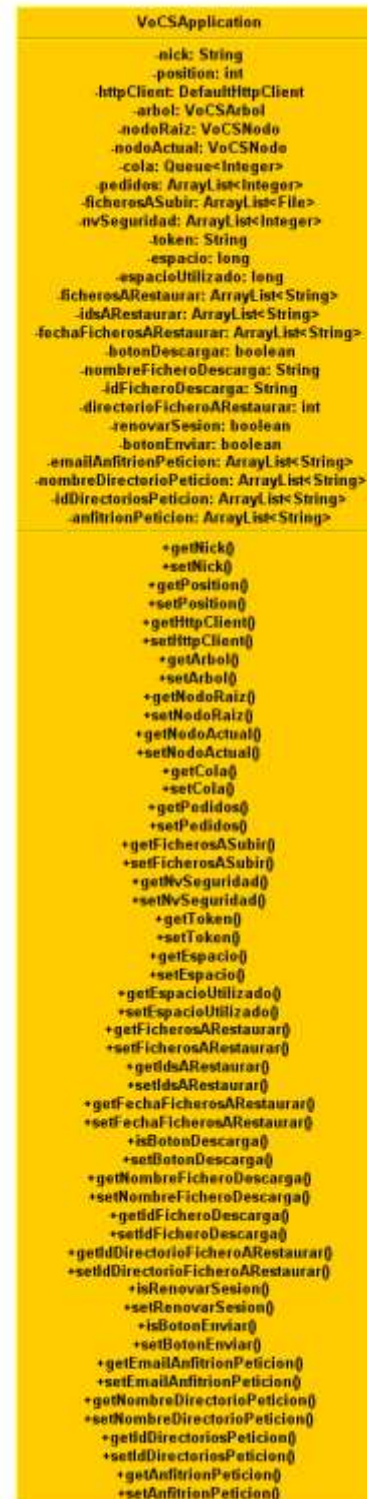 VoCSApplication
-nick: String
-position: int
-httpClient: DefaultHttpClient
-arbol: VoCSArbol
-nodoRaiz: VoCSNodo
-nodoActual: VoCSNodo
-cola: Queue<Integer>
-pedidos: ArrayList<Integer>
-ficherosASubir: ArrayList<File>
-nvSeguridad: ArrayList<Integer>
-token: String
-espacio: long
-espacioUtilizado: long
-ficherosARestaurar: ArrayList<String>
-idsARestaurar: ArrayList<String>
-fechaFicherosARestaurar: ArrayList<String>
-botonDescargar: boolean
-nombreFicheroDescarga: String
-idFicheroDescarga: String
-directorioFicheroARestaurar: int
-renovarSesion: boolean
-botonEnviar: boolean
-emailAnfitrionPeticion: ArrayList<String>
-nombreDirectorioPeticion: ArrayList<String>
-idDirectoriosPeticion: ArrayList<String>
-anfitrionPeticion: ArrayList<String>
+getNick()
+setNick()
+getPosition()
+setPosition()
+getHttpClient()
+setHttpClient()
+getArbol()
+setArbol()
+getNodoRaiz()
+setNodoRaiz()
+getNodoActual()
+setNodoActual()
+getCola()
+setCola()
+getPedidos()
+setPedidos()
+getFicherosASubir()
+setFicherosASubir()
+getNvSeguridad()
+setNvSeguridad()
+getToken()
+setToken()
+getEspacio()
+setEspacio()
+getEspacioUtilizado()
+setEspacioUtilizado()
+getFicherosARestaurar()
+setFicherosARestaurar()
+getIdsARestaurar()
+setIdsARestaurar()
+getFechaFicherosARestaurar()
+setFechaFicherosARestaurar()
+isBotonDescarga()
+setBotonDescarga()
+getNombreFicheroDescarga()
+setNombreFicheroDescarga()
+getIdFicheroDescarga()
+setIdFicheroDescarga()
+getIdDirectorioFicheroARestaurar()
+setIdDirectorioFicheroARestaurar()
+isRenovarSesion()
+setRenovarSesion()
+isBotonEnviar()
+setBotonEnviar()
+getEmailAnfitrionPeticion()
+setEmailAnfitrionPeticion()
+getNombreDirectorioPeticion()
+setNombreDirectorioPeticion()
+getIdDirectoriosPeticion()
+setIdDirectoriosPeticion()
+getAnfitrionPeticion()
+setAnfitrionPeticion()